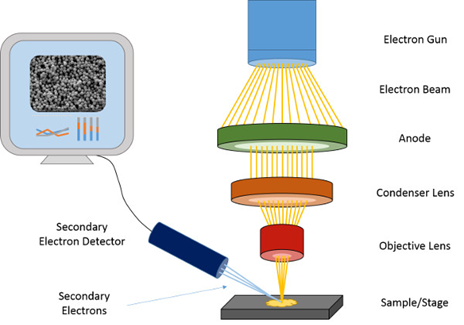 Electron Gun
Electron Beam
Anode
Condenser Lens
Secondary
Electron Detector
Objective Lens
Secondary
Electrons
Sample/Stage